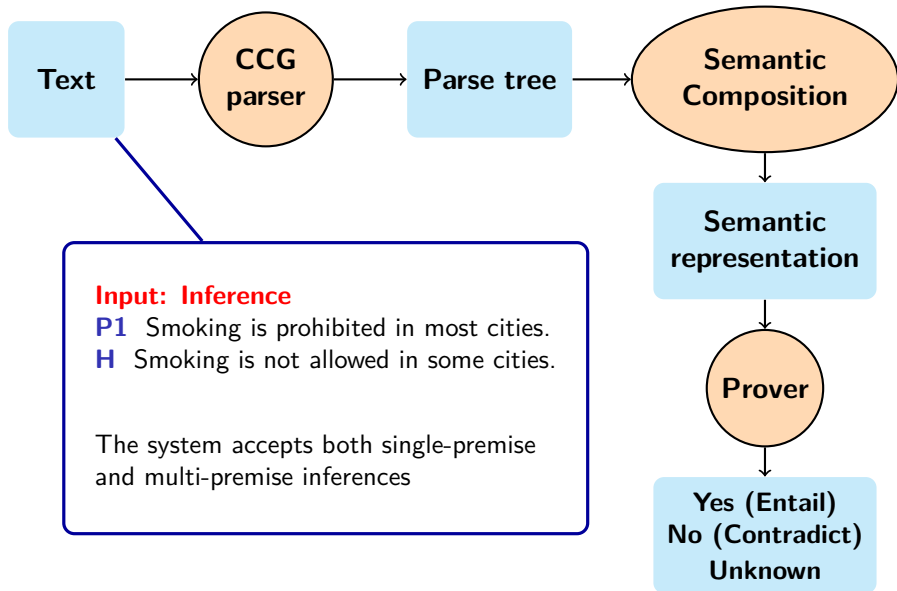 Text
CCG
parser
Parse tree
Semantic
Composition
Semantic
representation
Input: Inference
P1 Smoking is prohibited in most cities.
H Smoking is not allowed in some cities.
The system accepts both single-premise
and multi-premise inferences
Prover
Yes (Entail)
No (Contradict)
Unknown